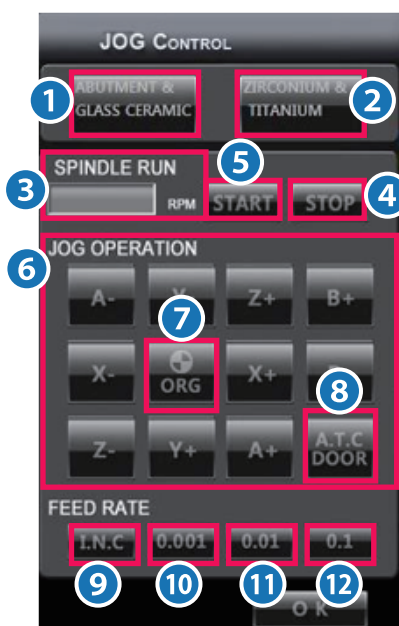 JOG CONTROL
ABUTMENT & ZIRCONIUM &
1 GLASS CERAMIC TITANIUM 2
SPINDLE RUN 5
3 RPM START STOP 4
JOG OPERATION
6
A- Z+ B+
7
X- ORG X+
8
Z- Y+ A+ A.T.C
DOOR
FEED RATE
I.N.C 0.001 0.01 0.1
9 10 11 12
OK